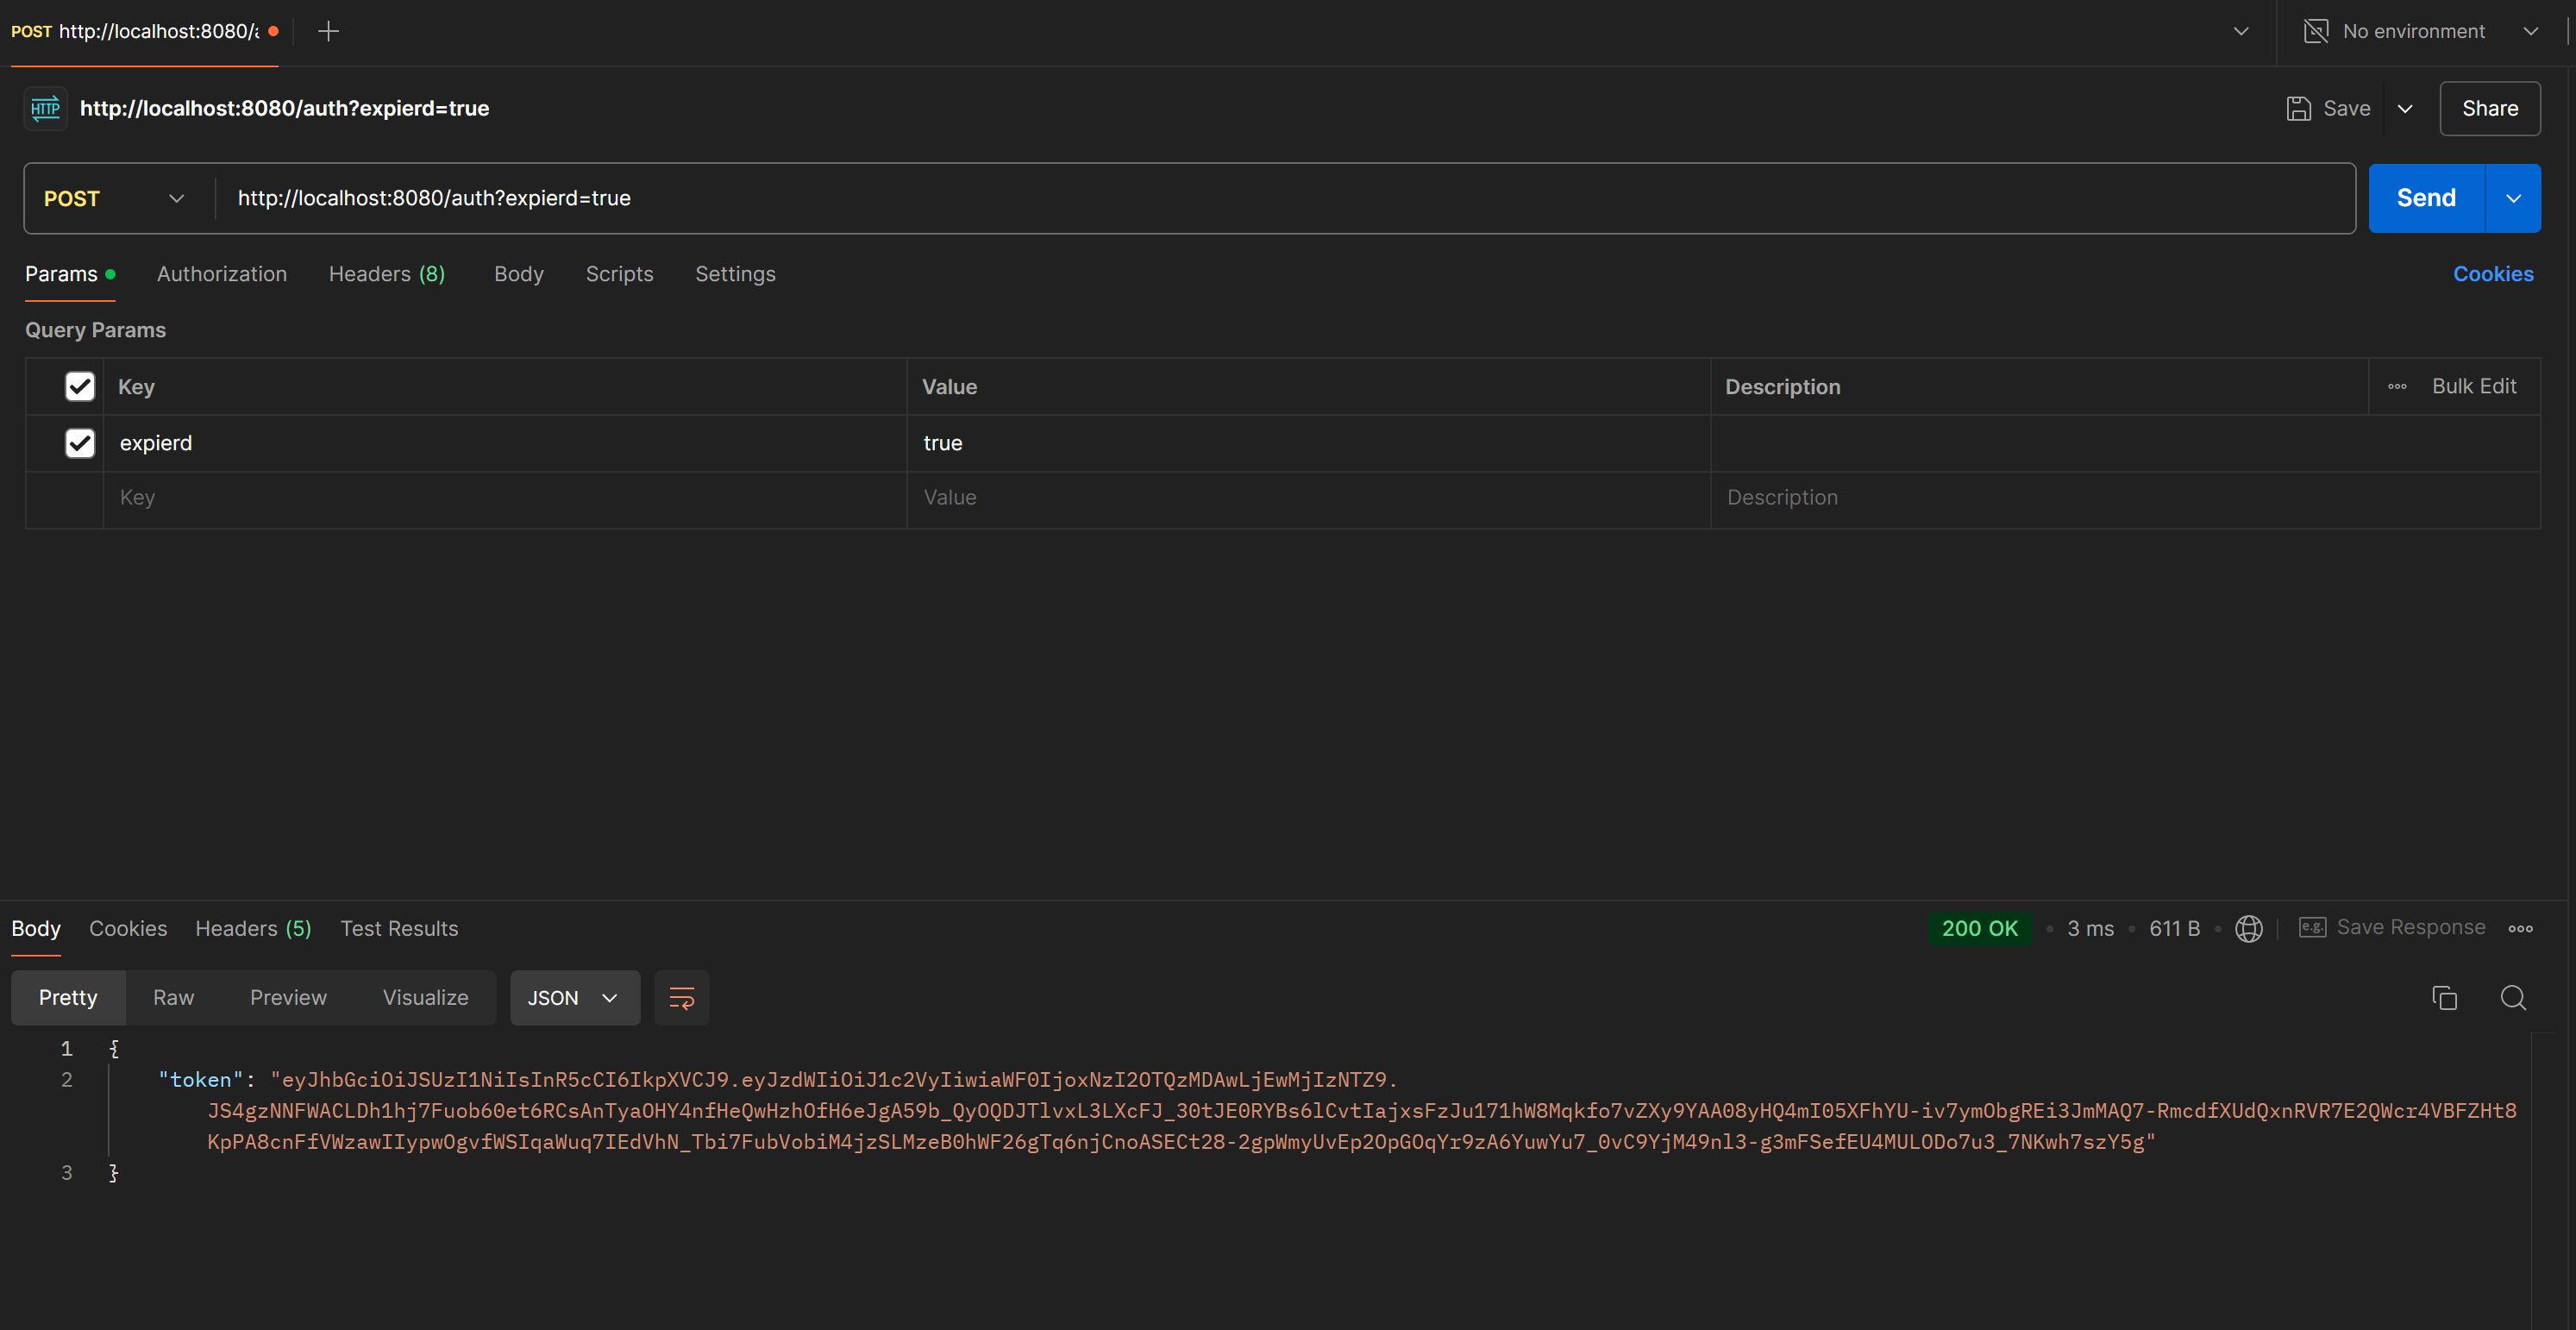 POST http://localhost:8080/a
No environment
HTTP http://localhost:8080/auth?expierd=true
Save
Share
POST http://localhost:8080/auth?expierd=true
Send
Params Authorization Headers (8) Body Scripts Settings
Cookies
Query Params
Key Value Description Bulk Edit
expierd true
Key Value Description
Body Cookies Headers (5) Test Results
200 OK 3 ms 611 B e.g. Save Response
Pretty Raw Preview Visualize JSON
1 {
2 "token": "eyJhbGciOiJSUzI1NiIsInR5cCI6IkpXVCJ9.eyJzdWIiOiJ1c2VyIiwiaWF0IjoxNzI2OTQzMDAwLjEwMjIzNTZ9.
JS4gzNNFWACLDh1hj7Fuob60et6RCsAnTyaOHY4nfHeQwHzhOfH6eJgA59b_QyOQDJTlvxL3LXcFJ_30tJE0RYBs6lCvtIajxsFzJu171hW8Mqkfo7vZXy9YAA08yHQ4mI05XFhYU-iv7ymObgREi3JmMAQ7-RmcdfXUdQxnRVR7E2QWcr4VBFZHt8
KpPA8cnFfVWzawIIypwOgvfWSIqaWuq7IEdVhN_Tbi7FubVobiM4jzSLMzeB0hWF26gTq6njCnoASECt28-2gpWmyUvEp2OpGOqYr9zA6YuwYu7_0vC9YjM49nl3-g3mFSefEU4MULODo7u3_7NKwh7szY5g"
3 }